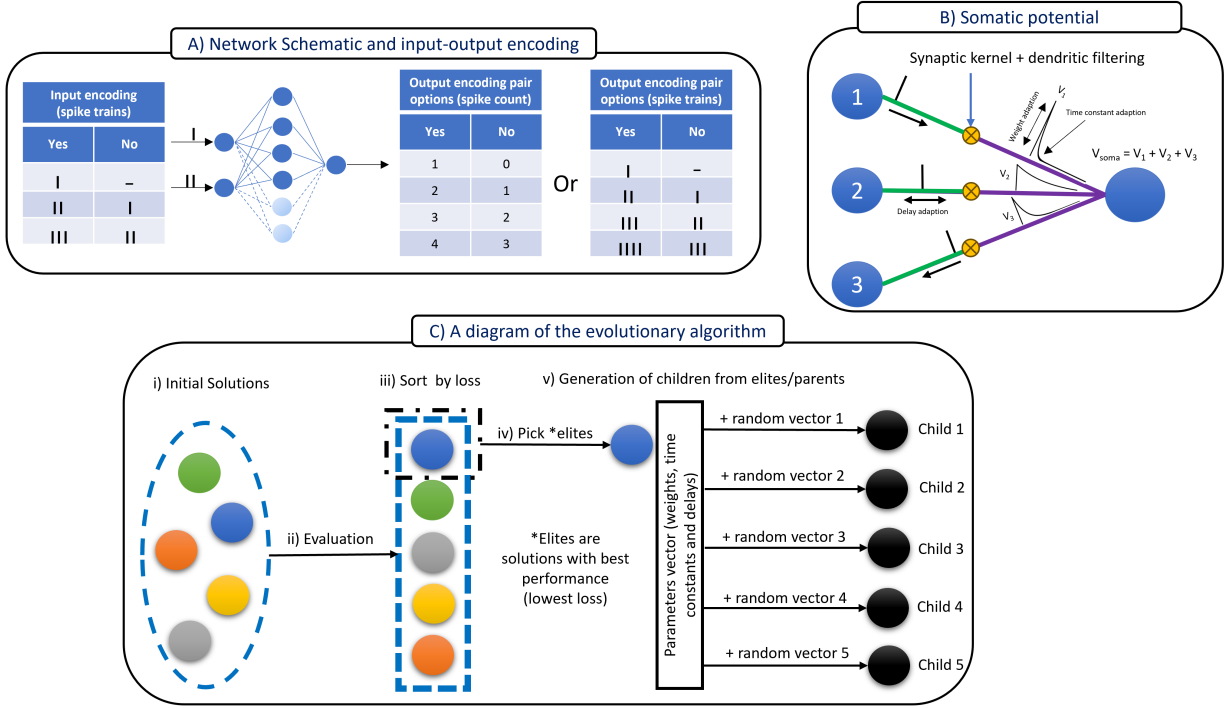 A) Network Schematic and input-output encoding
Input encoding
(spike trains)
Yes No
I –
II I
III II
I
II
Output encoding pair
options (spike count)
Yes No
1 0
2 1
3 2
4 3
Or
Output encoding pair
options (spike trains)
Yes No
I –
II I
III II
IIII III
B) Somatic potential
Synaptic kernel + dendritic filtering
1
2
3
Weight adaption
V1
Time constant adaption
Vsoma = V1 + V2 + V3
V2
Delay adaption
V3
C) A diagram of the evolutionary algorithm
i) Initial Solutions
ii) Evaluation
iii) Sort by loss
iv) Pick *elites
*Elites are
solutions with best
performance
(lowest loss)
v) Generation of children from elites/parents
Parameters vector (weights, time
constants and delays)
+ random vector 1
Child 1
+ random vector 2
Child 2
+ random vector 3
Child 3
+ random vector 4
Child 4
+ random vector 5
Child 5